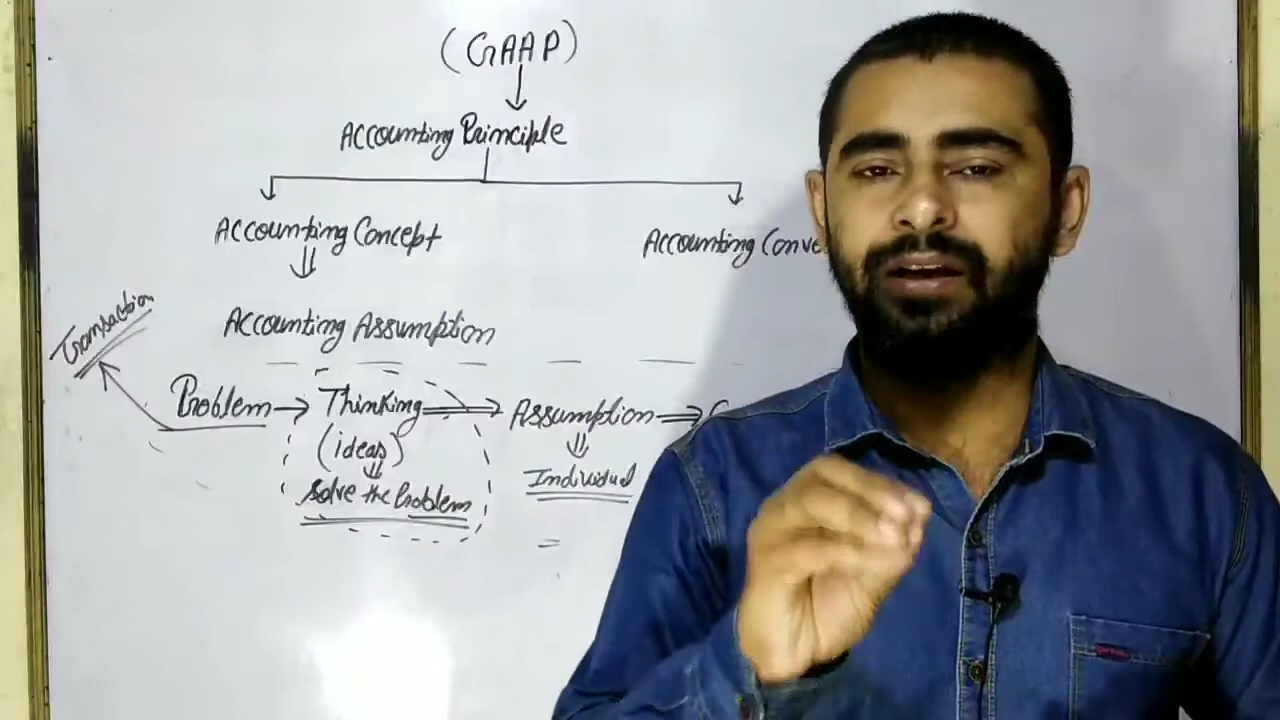 (GAAP)
Accounting Principle
Accounting Concept
Accounting Conve
Accounting Assumption
Transaction
Problem Thinking Assumption
(ideas)
solve the Problem
Individual